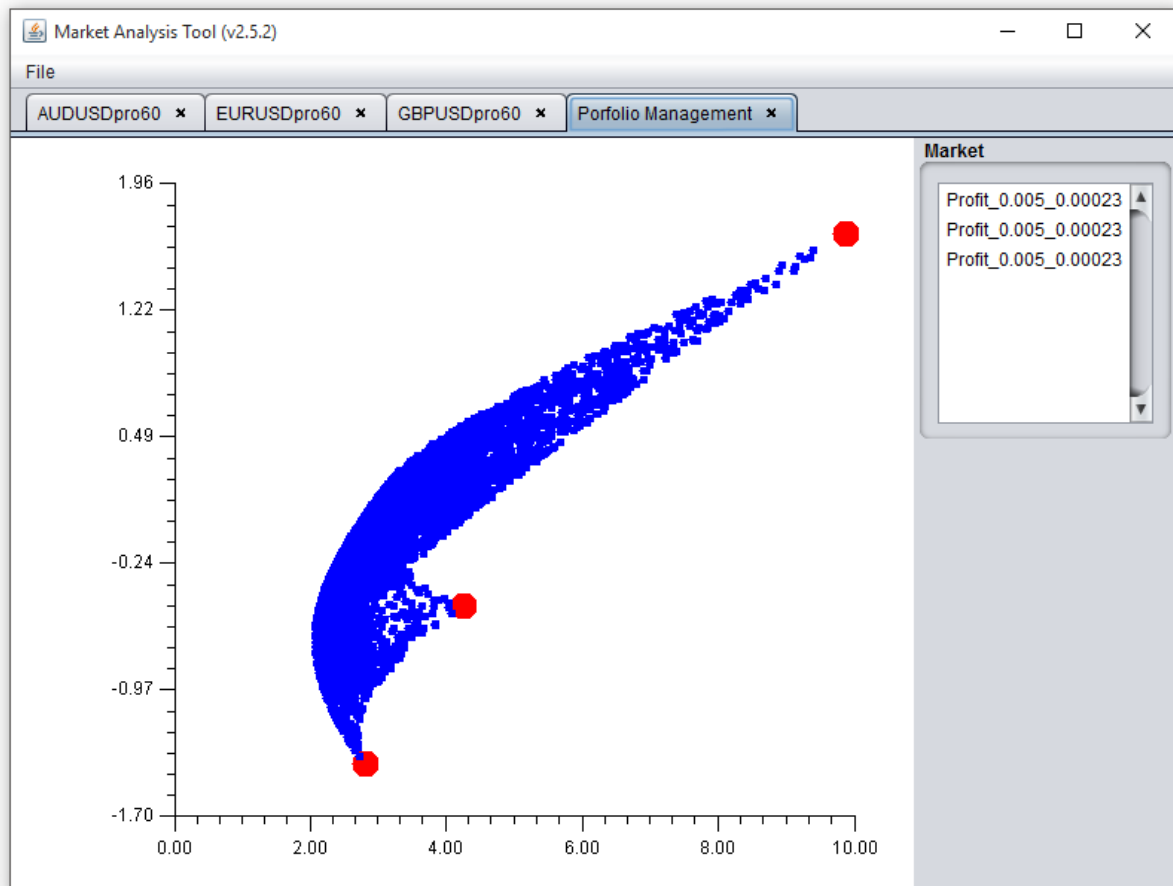 Market Analysis Tool (v2.5.2)
File
AUDUSDpro60 × EURUSDpro60 × GBPUSDpro60 × Porfolio Management ×
Market
Profit_0.005_0.00023
Profit_0.005_0.00023
Profit_0.005_0.00023
1.96
1.22
0.49
-0.24
-0.97
-1.70
0.00 2.00 4.00 6.00 8.00 10.00